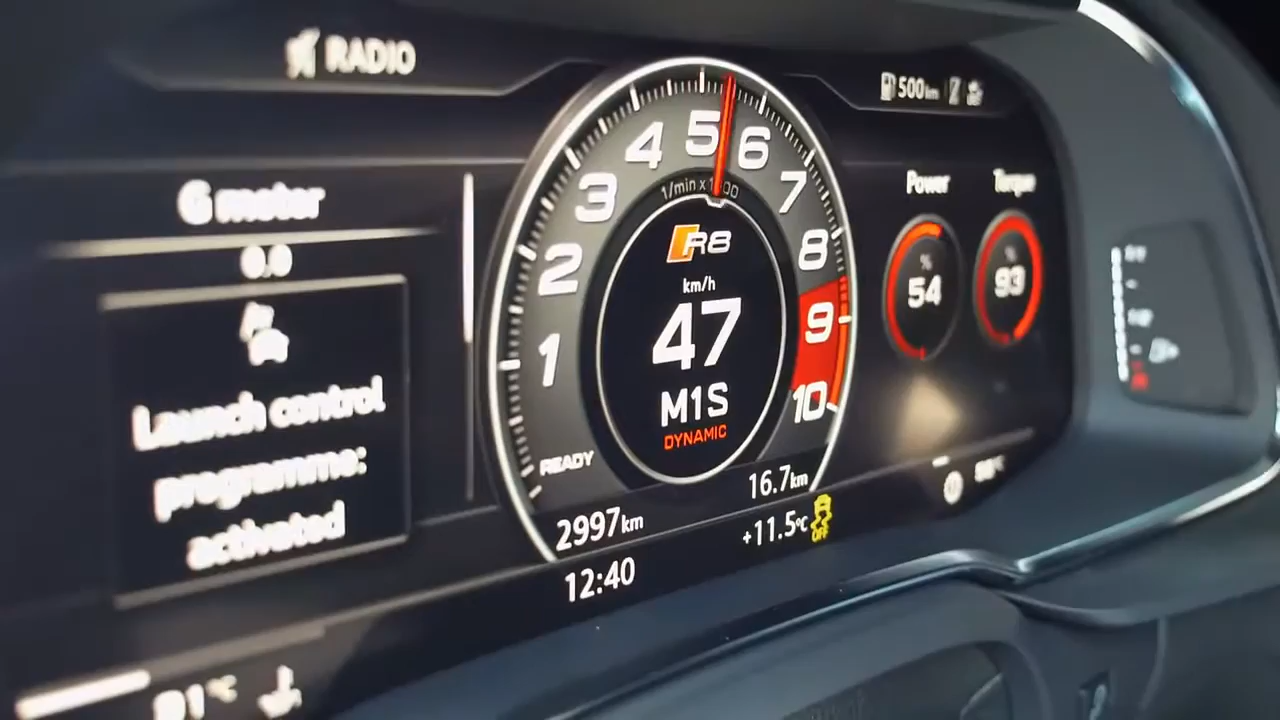 RADIO
500km
G meter
0.0
Launch control
programme:
activated
1
2
3
4
5
6
7
8
9
10
1/min x
R8
km/h
47
M1S
DYNAMIC
READY
16.7km
2997km
+11.5°C
OFF
12:40
Power
%
54
Torque
%
93